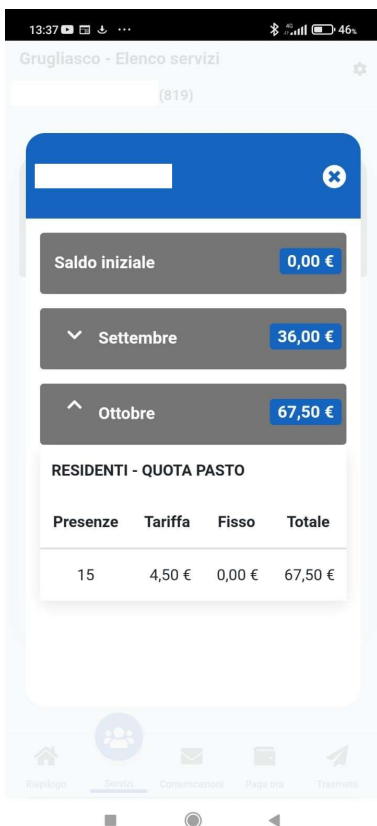 13:37 ... 4G 46%
Grugliasco - Elenco servizi
(819)
Saldo iniziale 0,00 €
Settembre 36,00 €
Ottobre 67,50 €
RESIDENTI - QUOTA PASTO
Presenze Tariffa Fisso Totale
15 4,50 € 0,00 € 67,50 €
Riepilogo Servizi Comunicazioni Paga ora Trasmetti